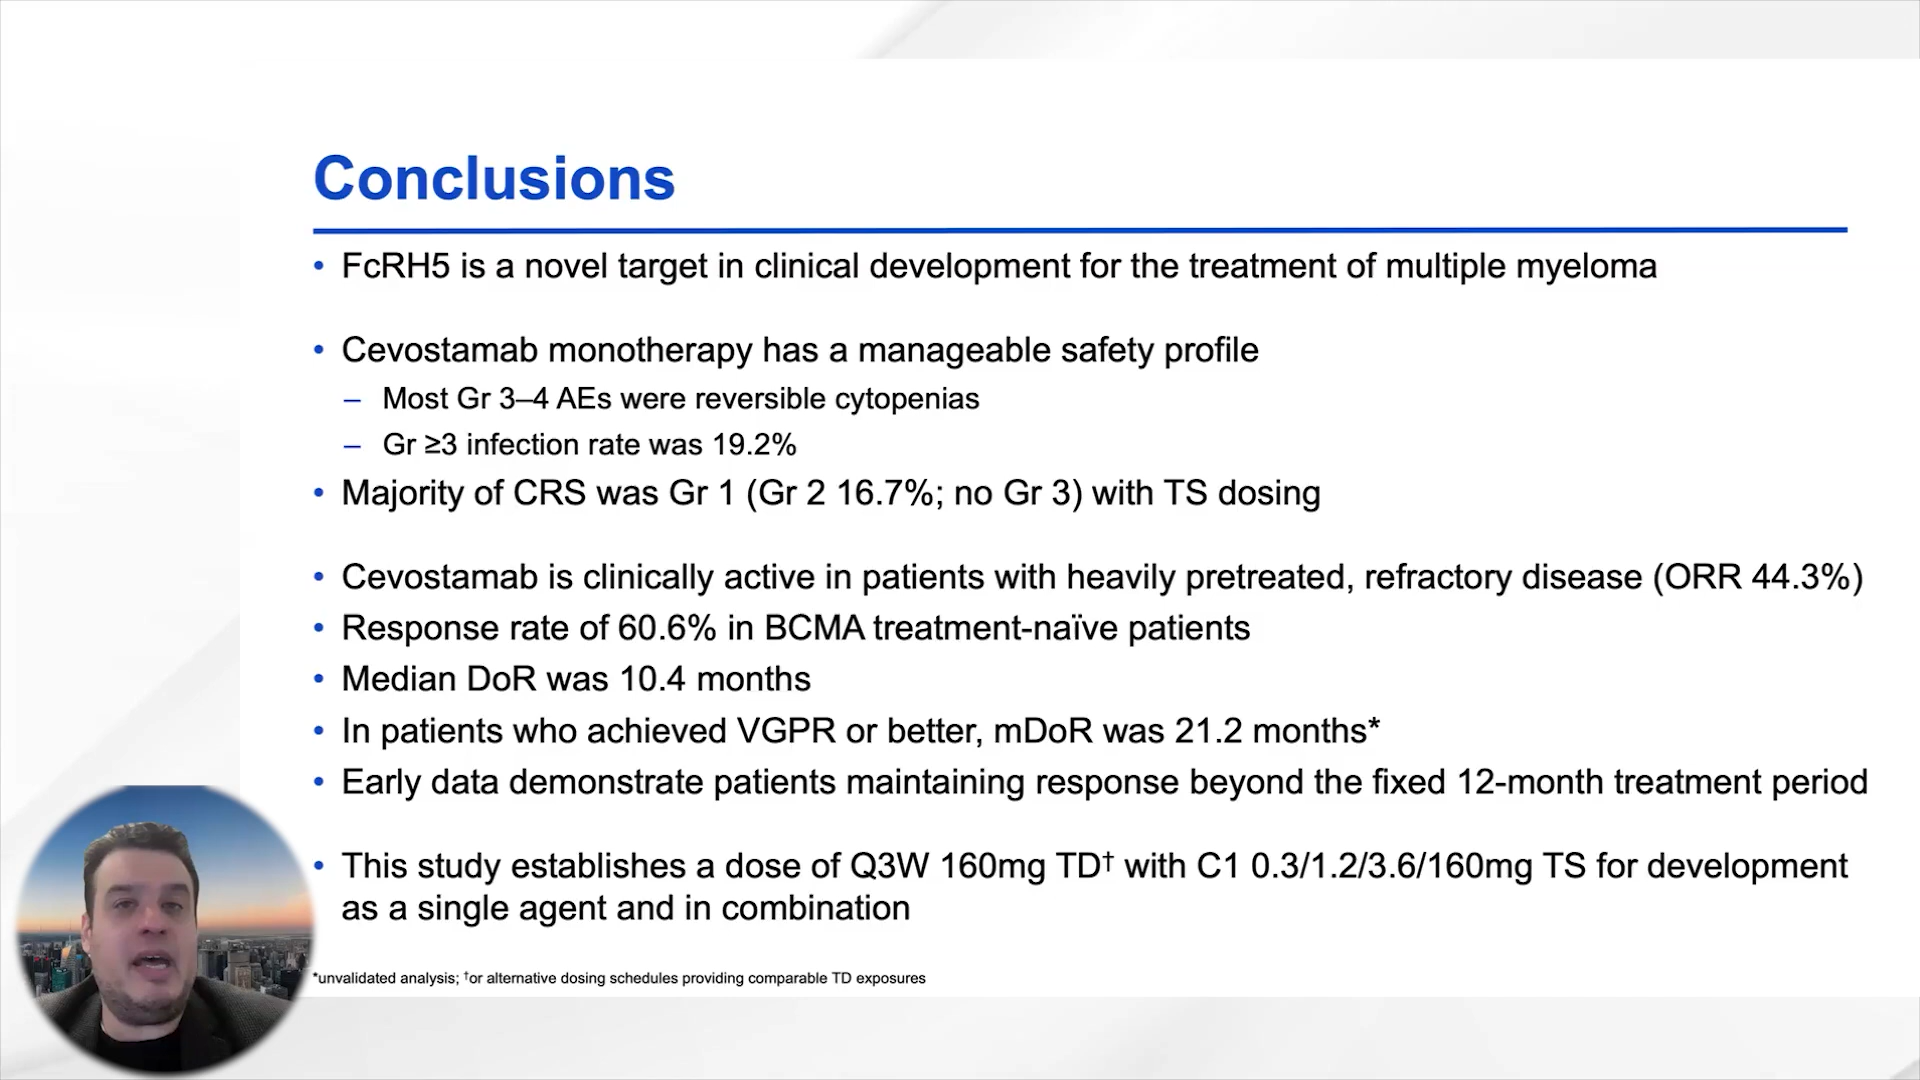 Conclusions
• FcRH5 is a novel target in clinical development for the treatment of multiple myeloma
• Cevostamab monotherapy has a manageable safety profile
– Most Gr 3–4 AEs were reversible cytopenias
– Gr ≥3 infection rate was 19.2%
• Majority of CRS was Gr 1 (Gr 2 16.7%; no Gr 3) with TS dosing
• Cevostamab is clinically active in patients with heavily pretreated, refractory disease (ORR 44.3%)
• Response rate of 60.6% in BCMA treatment-naïve patients
• Median DoR was 10.4 months
• In patients who achieved VGPR or better, mDoR was 21.2 months*
• Early data demonstrate patients maintaining response beyond the fixed 12-month treatment period
• This study establishes a dose of Q3W 160mg TD† with C1 0.3/1.2/3.6/160mg TS for development
as a single agent and in combination
*unvalidated analysis; †or alternative dosing schedules providing comparable TD exposures